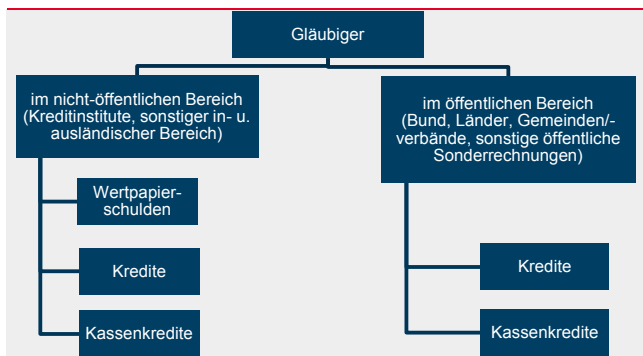 Gläubiger
im nicht-öffentlichen Bereich
(Kreditinstitute, sonstiger in- u.
ausländischer Bereich)
im öffentlichen Bereich
(Bund, Länder, Gemeinden/-
verbände, sonstige öffentliche
Sonderrechnungen)
Wertpapier-
schulden
Kredite
Kassenkredite
Kredite
Kassenkredite